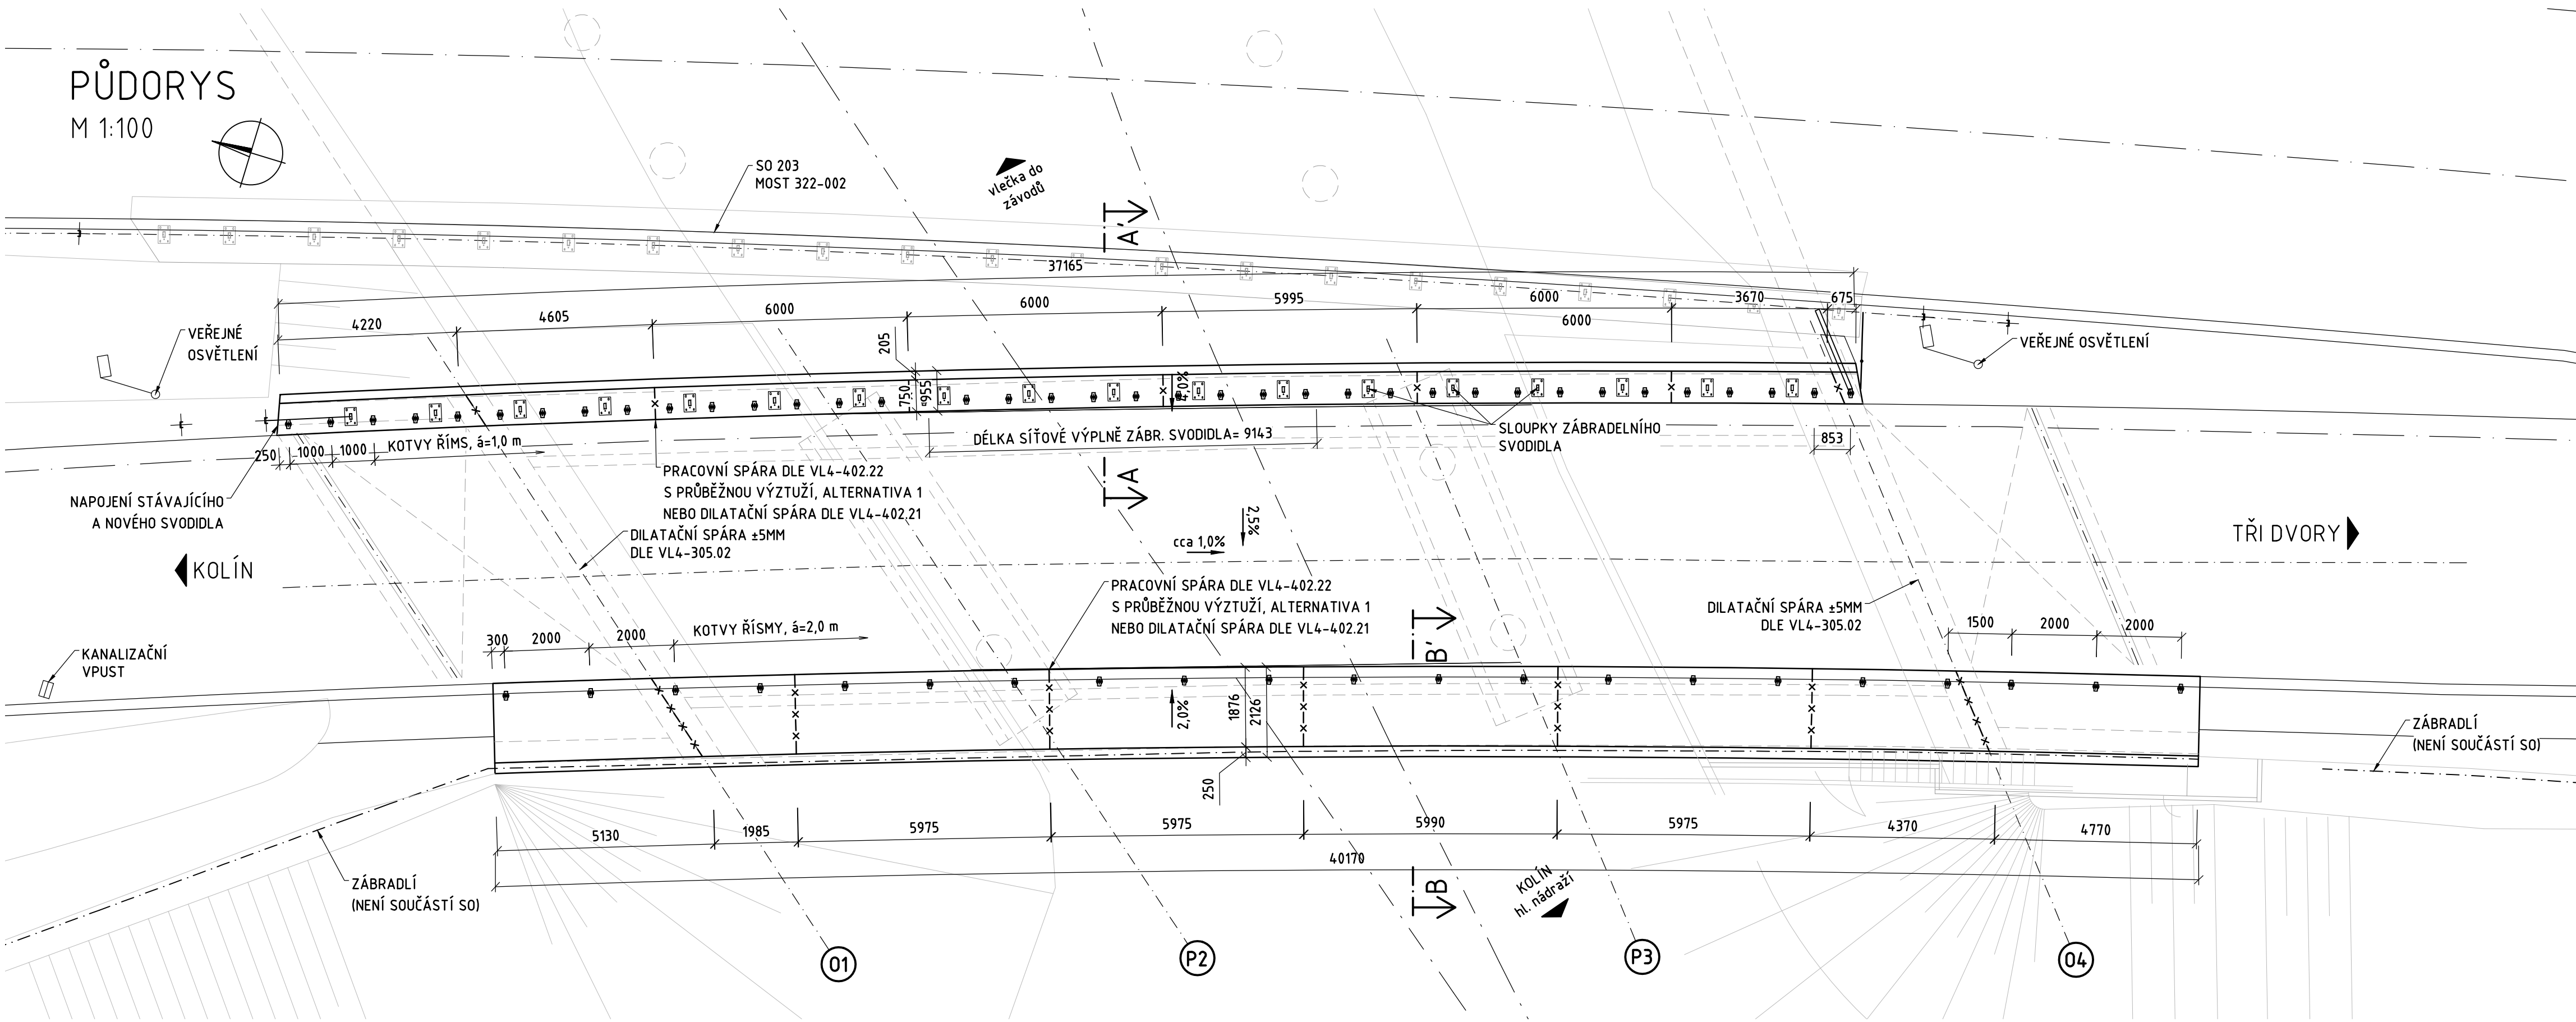 PŮDORYS
M 1:100
SO 203
MOST 322-002
vlečka do
závodů
A'
37165
4220
4605
6000
6000
5995
6000
3670
675
6000
VEŘEJNÉ
OSVĚTLENÍ
205
VEŘEJNÉ OSVĚTLENÍ
750
¤955
4,0%
250
1000
1000
KOTVY ŘÍMS, á=1,0 m
DÉLKA SÍŤOVÉ VÝPLNĚ ZÁBR. SVODIDLA= 9143
SLOUPKY ZÁBRADELNÍHO
SVODIDLA
853
A
NAPOJENÍ STÁVAJÍCÍHO
A NOVÉHO SVODIDLA
PRACOVNÍ SPÁRA DLE VL4-402.22
S PRŮBĚŽNOU VÝZTUŽÍ, ALTERNATIVA 1
NEBO DILATAČNÍ SPÁRA DLE VL4-402.21
DILATAČNÍ SPÁRA ±5MM
DLE VL4-305.02
cca 1,0%
2,5%
TŘI DVORY
KOLÍN
PRACOVNÍ SPÁRA DLE VL4-402.22
S PRŮBĚŽNOU VÝZTUŽÍ, ALTERNATIVA 1
NEBO DILATAČNÍ SPÁRA DLE VL4-402.21
B'
DILATAČNÍ SPÁRA ±5MM
DLE VL4-305.02
300
2000
2000
KOTVY ŘÍSMY, á=2,0 m
1500
2000
2000
KANALIZAČNÍ
VPUST
2,0%
1876
2126
250
ZÁBRADLÍ
(NENÍ SOUČÁSTÍ SO)
5130
1985
5975
5975
5990
5975
4370
4770
40170
ZÁBRADLÍ
(NENÍ SOUČÁSTÍ SO)
B
KOLÍN
hl. nádraží
O1
P2
P3
O4